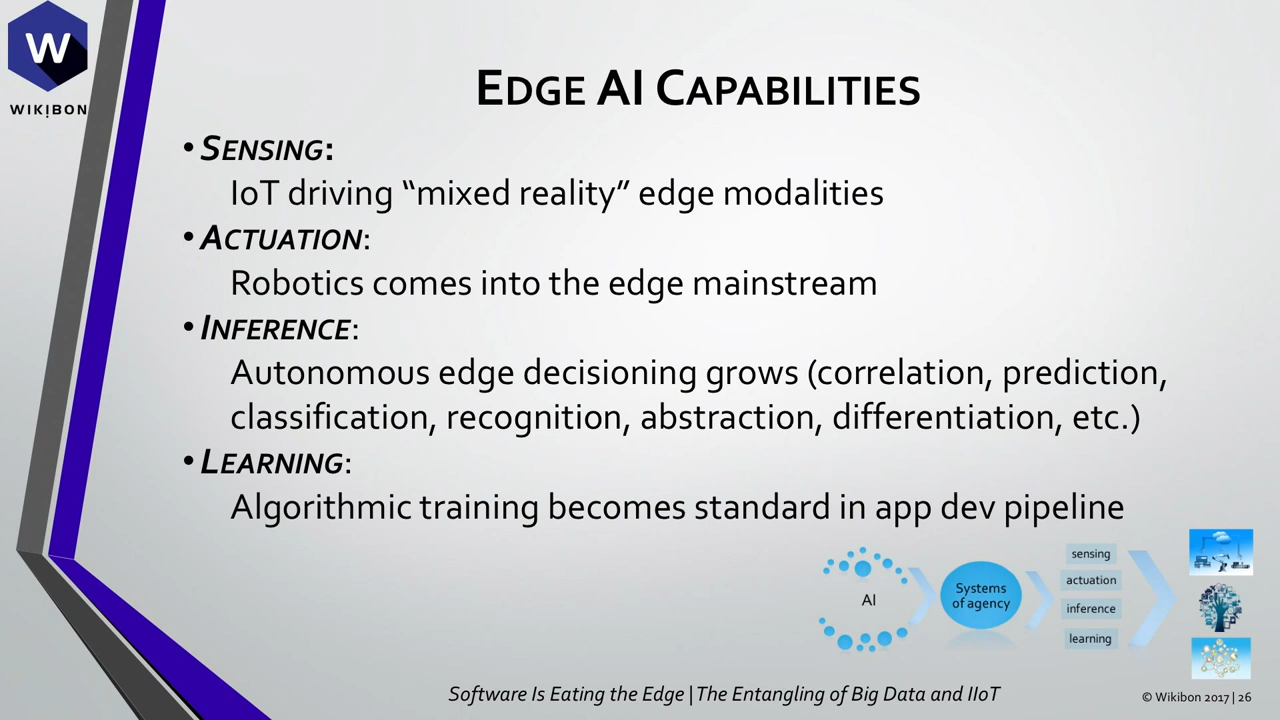 W
WIKIBON
EDGE AI CAPABILITIES
• SENSING:
IoT driving “mixed reality” edge modalities
• ACTUATION:
Robotics comes into the edge mainstream
• INFERENCE:
Autonomous edge decisioning grows (correlation, prediction,
classification, recognition, abstraction, differentiation, etc.)
• LEARNING:
Algorithmic training becomes standard in app dev pipeline
AI
Systems
of agency
sensing
actuation
inference
learning
Software Is Eating the Edge | The Entangling of Big Data and IIoT
© Wikibon 2017 | 26